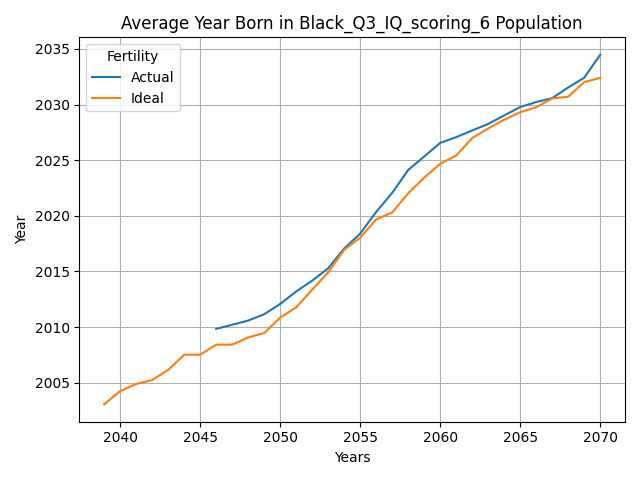 Average Year Born in Black_Q3_IQ_scoring_6 Population
Fertility
Actual
Ideal
Year
2035
2030
2025
2020
2015
2010
2005
2040 2045 2050 2055 2060 2065 2070
Years